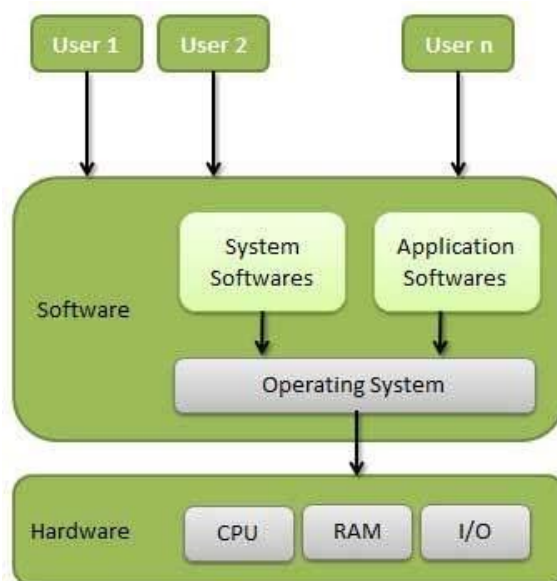 User 1
User 2
User n
System
Softwares
Application
Softwares
Software
Operating System
Hardware
CPU
RAM
I/O